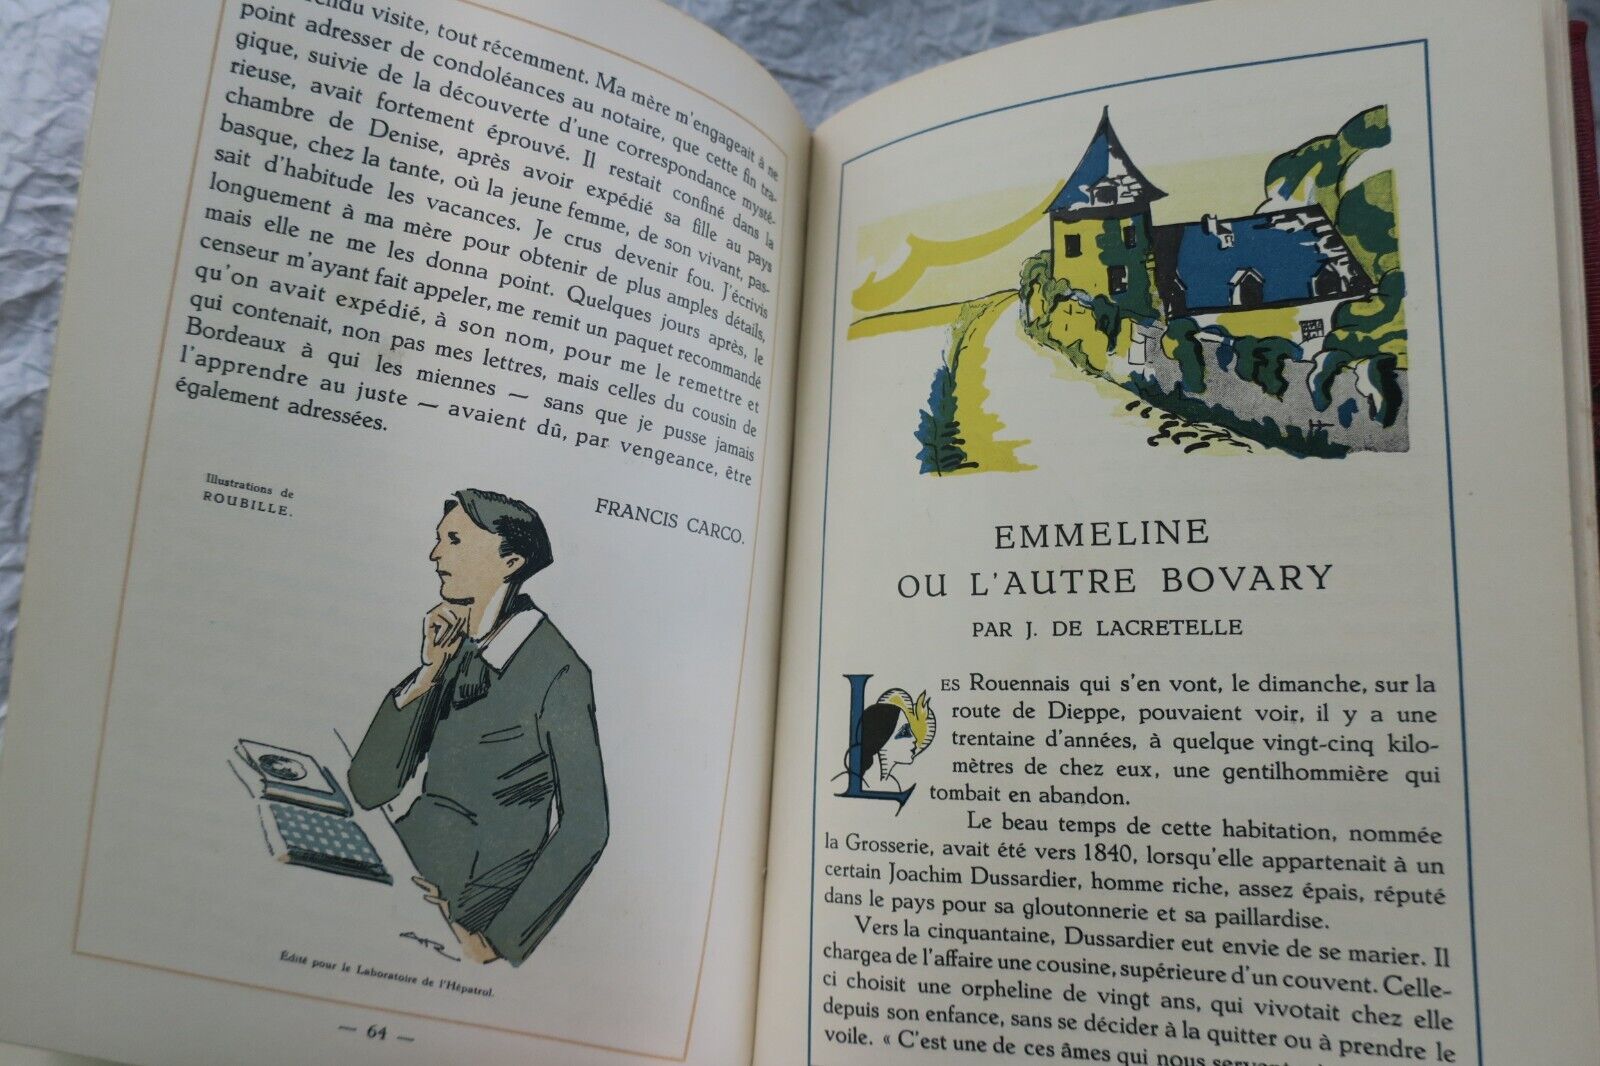 rendu visite, tout récemment. Ma mère m'engageait à ne
point adresser de condoléances au notaire, que cette fin tra-
gique, suivie de la découverte d'une correspondance mysté-
rieuse, avait fortement éprouvé. Il restait confiné dans la
chambre de Denise, après avoir expédié sa fille au pays
basque, chez la tante, où la jeune femme, de son vivant, pas-
sait d'habitude les vacances. Je crus devenir fou. J'écrivis
longuement à ma mère pour obtenir de plus amples détails,
mais elle ne me les donna point. Quelques jours après, le
censeur m'ayant fait appeler, me remit un paquet recommandé
qu'on avait expédié, à son nom, pour me le remettre et
qui contenait, non pas mes lettres, mais celles du cousin de
Bordeaux à qui les miennes — sans que je pusse jamais
l'apprendre au juste — avaient dû, par vengeance, être
également adressées.
Illustrations de
ROUBILLE.
FRANCIS CARCO.
Édité pour le Laboratoire de l'Hépatrol.
— 64 —
EMMELINE
OU L'AUTRE BOVARY
PAR J. DE LACRETELLE
LES Rouennais qui s'en vont, le dimanche, sur la
route de Dieppe, pouvaient voir, il y a une
trentaine d'années, à quelque vingt-cinq kilo-
mètres de chez eux, une gentilhommière qui
tombait en abandon.
Le beau temps de cette habitation, nommée
la Grosserie, avait été vers 1840, lorsqu'elle appartenait à un
certain Joachim Dussardier, homme riche, assez épais, réputé
dans le pays pour sa gloutonnerie et sa paillardise.
Vers la cinquantaine, Dussardier eut envie de se marier. Il
chargea de l'affaire une cousine, supérieure d'un couvent. Celle-
ci choisit une orpheline de vingt ans, qui vivotait chez elle
depuis son enfance, sans se décider à la quitter ou à prendre le
voile. « C'est une de ces âmes qui nous